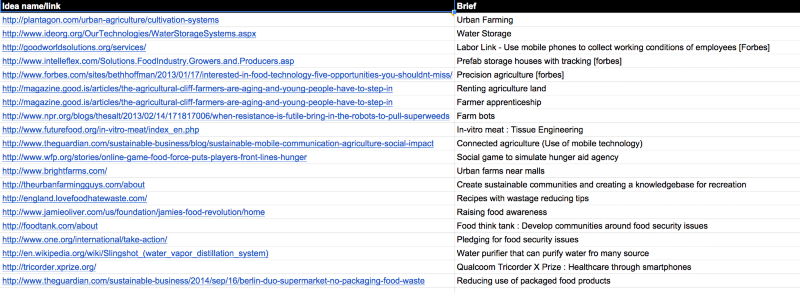 Idea name/link Brief
http://plantagon.com/urban-agriculture/cultivation-systems Urban Farming
http://www.ideorg.org/OurTechnologies/WaterStorageSystems.aspx Water Storage
http://goodworldsolutions.org/services/ Labor Link - Use mobile phones to collect working conditions of employees [Forbes]
http://www.intelleflex.com/Solutions.FoodIndustry.Growers.and.Producers.asp Prefab storage houses with tracking [forbes]
http://www.forbes.com/sites/bethhoffman/2013/01/17/interested-in-food-technology-five-opportunities-you-shouldnt-miss/ Precision agriculture [forbes]
http://magazine.good.is/articles/the-agricultural-cliff-farmers-are-aging-and-young-people-have-to-step-in Renting agriculture land
http://magazine.good.is/articles/the-agricultural-cliff-farmers-are-aging-and-young-people-have-to-step-in Farmer apprenticeship
http://www.npr.org/blogs/thesalt/2013/02/14/171817006/when-resistance-is-futile-bring-in-the-robots-to-pull-superweeds Farm bots
http://www.futurefood.org/in-vitro-meat/index_en.php In-vitro meat : Tissue Engineering
http://www.theguardian.com/sustainable-business/blog/sustainable-mobile-communication-agriculture-social-impact Connected agriculture (Use of mobile technology)
http://www.wfp.org/stories/online-game-food-force-puts-players-front-lines-hunger Social game to simulate hunger aid agency
http://www.brightfarms.com/ Urban farms near malls
http://theurbanfarmingguys.com/about Create sustainable communities and creating a knowledgebase for recreation
http://england.lovefoodhatewaste.com/ Recipes with wastage reducing tips
http://www.jamieoliver.com/us/foundation/jamies-food-revolution/home Raising food awareness
http://foodtank.com/about Food think tank : Develop communities around food security issues
http://www.one.org/international/take-action/ Pledging for food security issues
http://en.wikipedia.org/wiki/Slingshot_(water_vapor_distillation_system) Water purifier that can purify water fro many source
http://tricorder.xprize.org/ Qualcoom Tricorder X Prize : Healthcare through smartphones
http://www.theguardian.com/sustainable-business/2014/sep/16/berlin-duo-supermarket-no-packaging-food-waste Reducing use of packaged food products